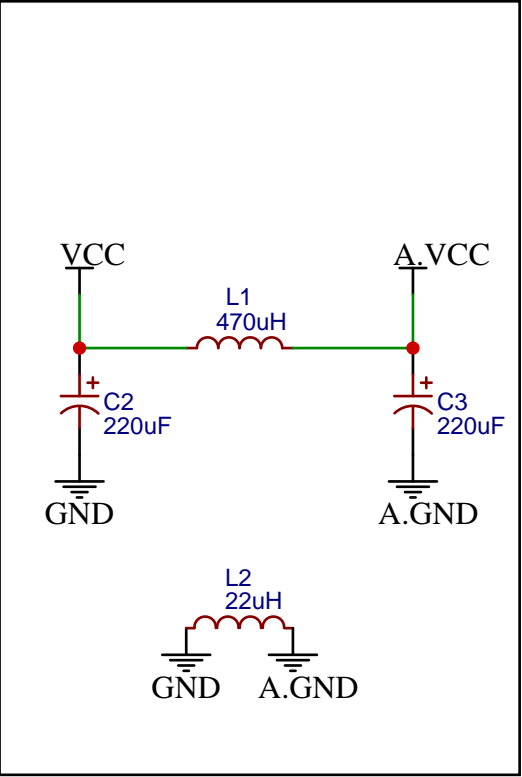 VCC
A.VCC
L1
470uH
+
C2
220uF
+
C3
220uF
GND
A.GND
L2
22uH
GND
A.GND